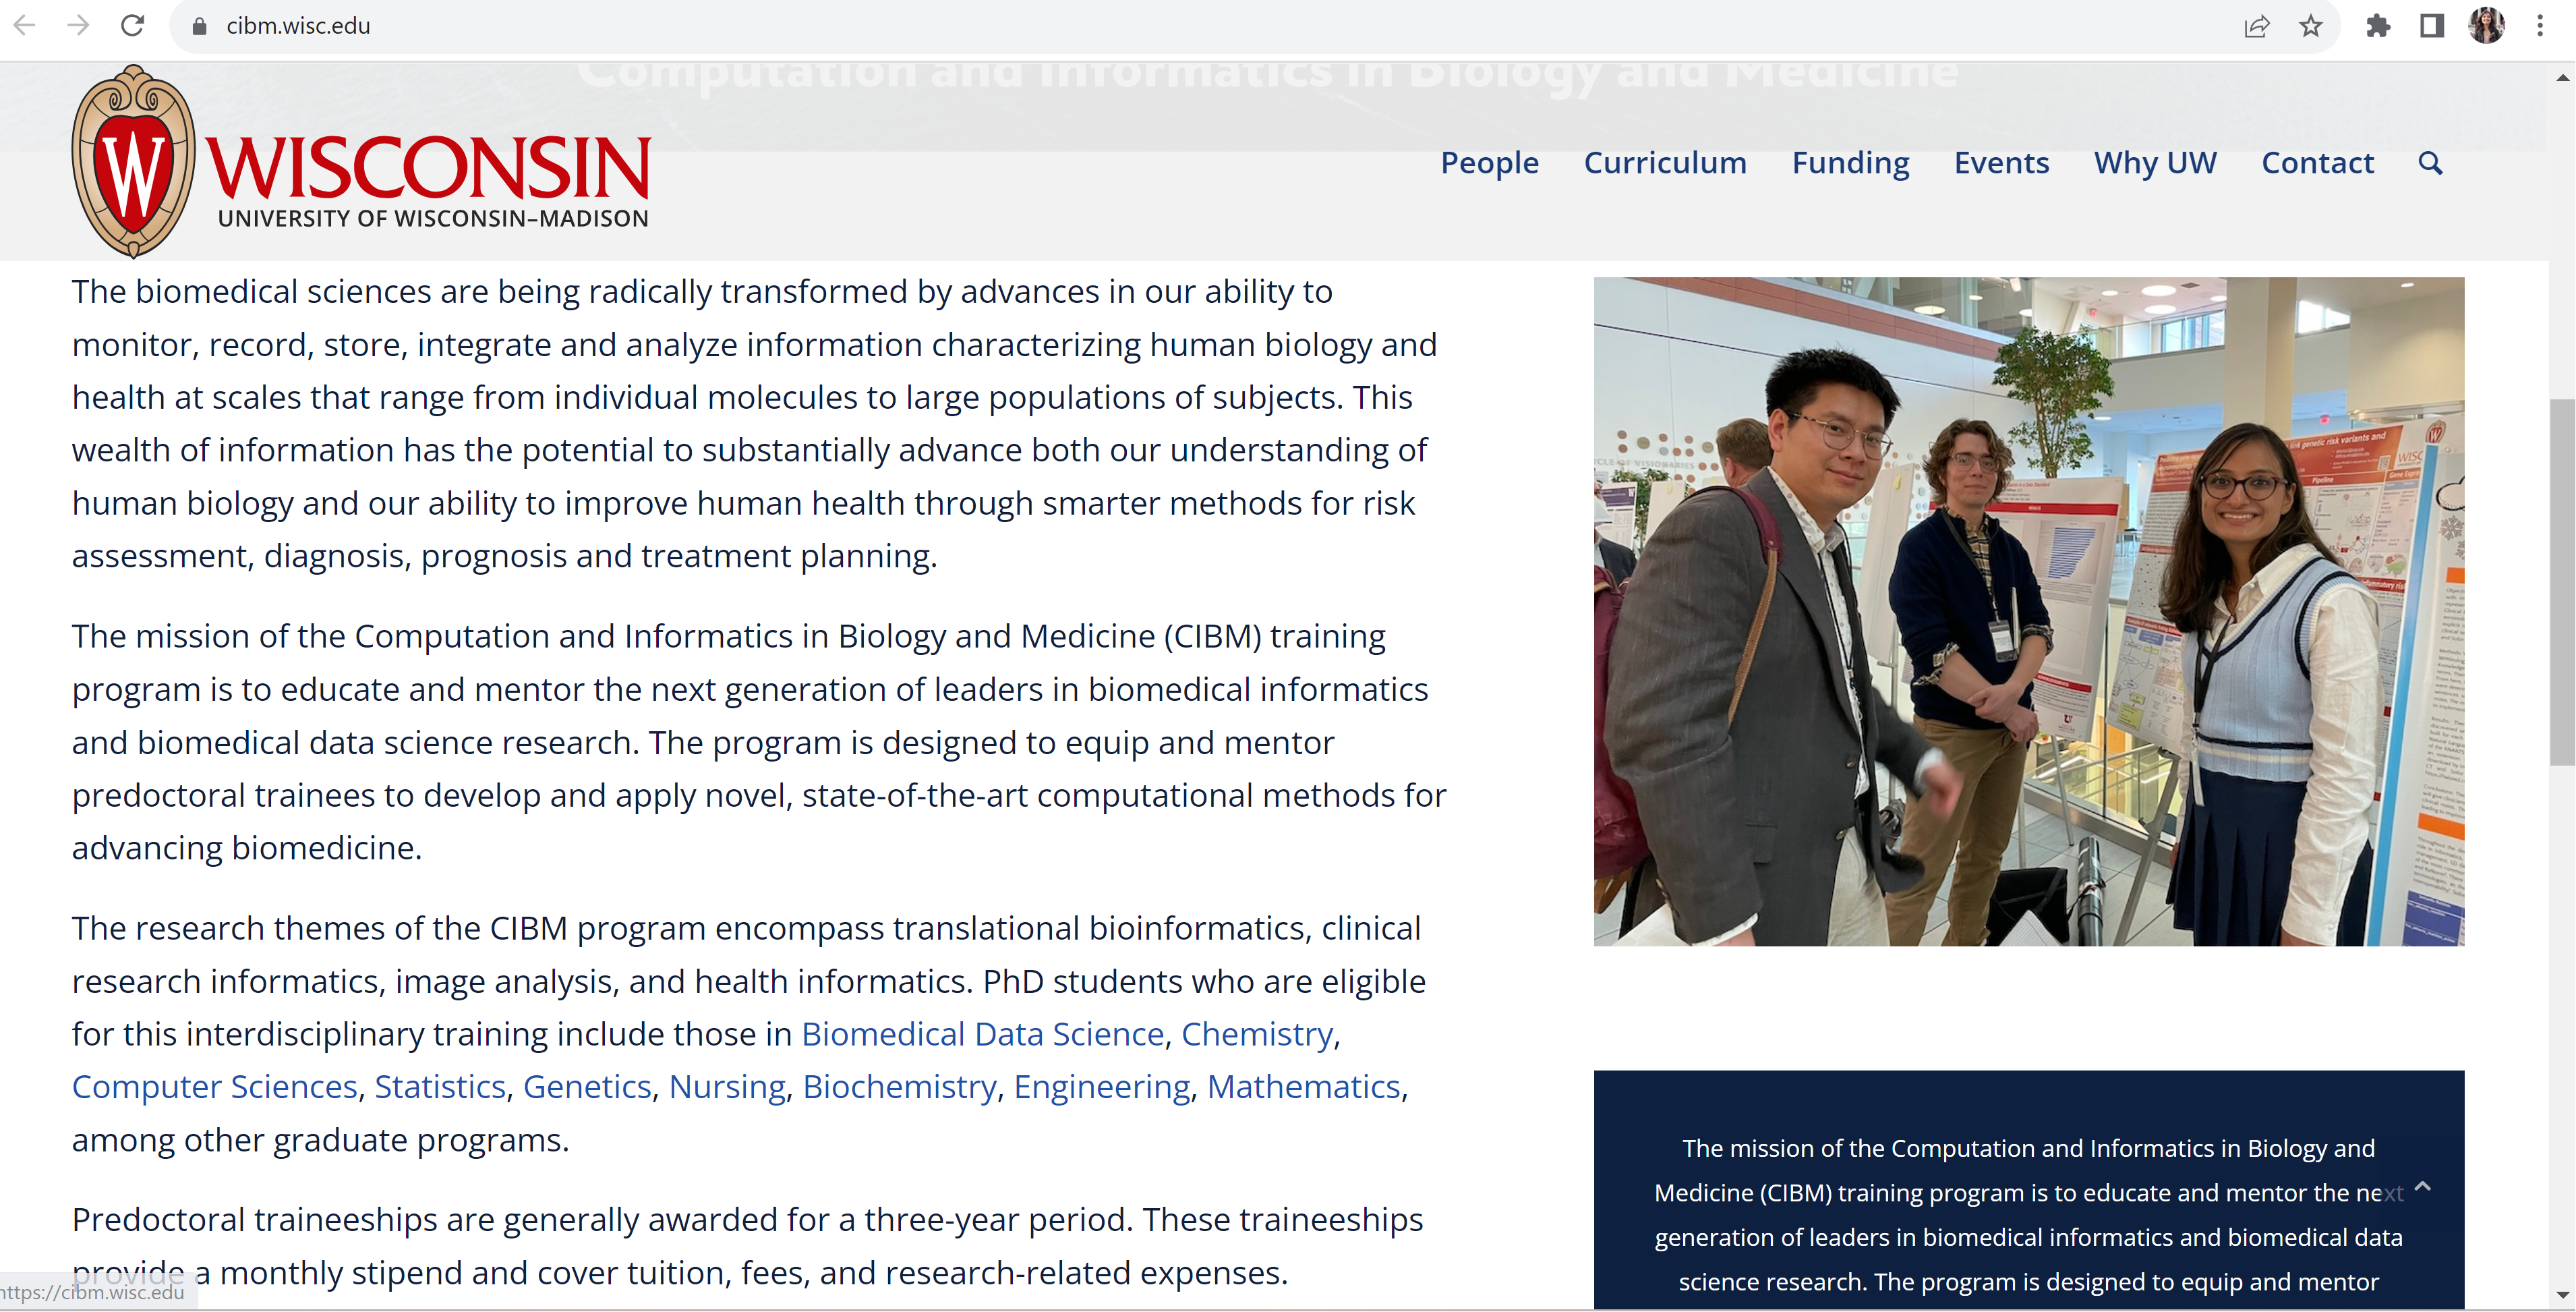 cibm.wisc.edu
Computation and Informatics in Biology and Medicine
W
WISCONSIN
UNIVERSITY OF WISCONSIN–MADISON
People Curriculum Funding Events Why UW Contact
The biomedical sciences are being radically transformed by advances in our ability to
monitor, record, store, integrate and analyze information characterizing human biology and
health at scales that range from individual molecules to large populations of subjects. This
wealth of information has the potential to substantially advance both our understanding of
human biology and our ability to improve human health through smarter methods for risk
assessment, diagnosis, prognosis and treatment planning.
The mission of the Computation and Informatics in Biology and Medicine (CIBM) training
program is to educate and mentor the next generation of leaders in biomedical informatics
and biomedical data science research. The program is designed to equip and mentor
predoctoral trainees to develop and apply novel, state-of-the-art computational methods for
advancing biomedicine.
The research themes of the CIBM program encompass translational bioinformatics, clinical
research informatics, image analysis, and health informatics. PhD students who are eligible
for this interdisciplinary training include those in Biomedical Data Science, Chemistry,
Computer Sciences, Statistics, Genetics, Nursing, Biochemistry, Engineering, Mathematics,
among other graduate programs.
Predoctoral traineeships are generally awarded for a three-year period. These traineeships
provide a monthly stipend and cover tuition, fees, and research-related expenses.
https://cibm.wisc.edu
link genetic risk variants and
Pipeline
The mission of the Computation and Informatics in Biology and
Medicine (CIBM) training program is to educate and mentor the next
generation of leaders in biomedical informatics and biomedical data
science research. The program is designed to equip and mentor